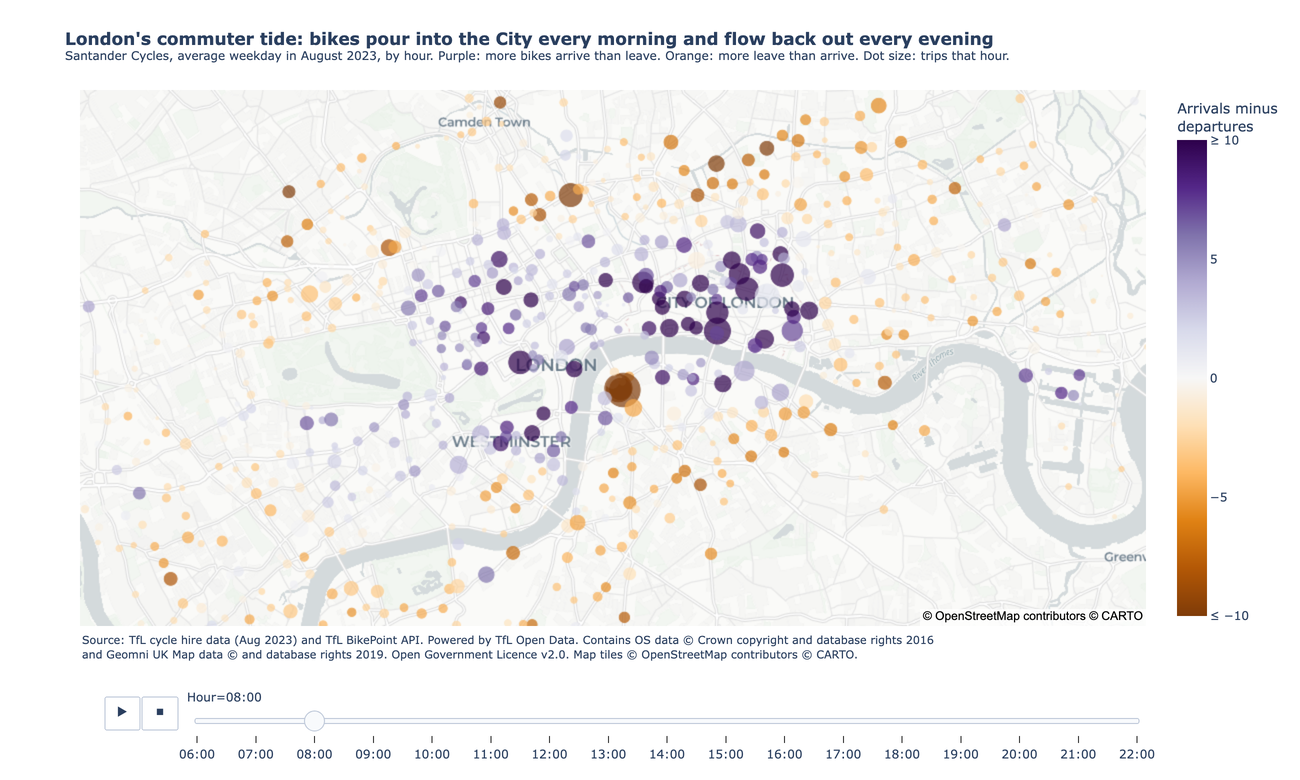 London's commuter tide: bikes pour into the City every morning and flow back out every evening
Santander Cycles, average weekday in August 2023, by hour. Purple: more bikes arrive than leave. Orange: more leave than arrive. Dot size: trips that hour.
Arrivals minus
departures
≥ 10
5
0
−5
≤ −10
Camden Town
CITY OF LONDON
LONDON
River Thames
WESTMINSTER
Greenw
© OpenStreetMap contributors © CARTO
Source: TfL cycle hire data (Aug 2023) and TfL BikePoint API. Powered by TfL Open Data. Contains OS data © Crown copyright and database rights 2016
and Geomni UK Map data © and database rights 2019. Open Government Licence v2.0. Map tiles © OpenStreetMap contributors © CARTO.
Hour=08:00
06:00 07:00 08:00 09:00 10:00 11:00 12:00 13:00 14:00 15:00 16:00 17:00 18:00 19:00 20:00 21:00 22:00